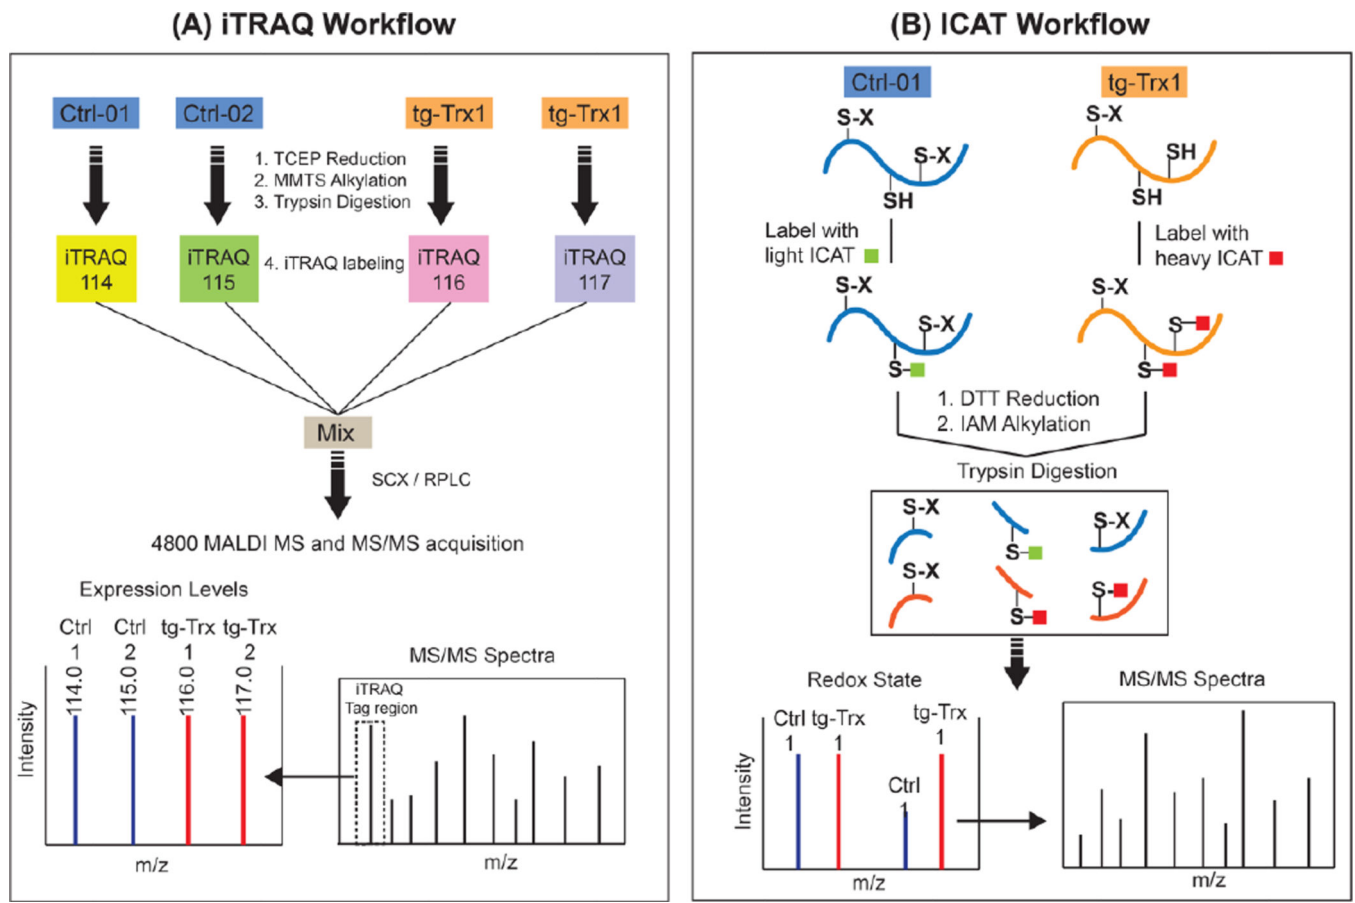 (A) iTRAQ Workflow
Ctrl-01
Ctrl-02
tg-Trx1
tg-Trx1
1. TCEP Reduction
2. MMTS Alkylation
3. Trypsin Digestion
iTRAQ
114
iTRAQ
115
4. iTRAQ labeling
iTRAQ
116
iTRAQ
117
Mix
SCX / RPLC
4800 MALDI MS and MS/MS acquisition
Expression Levels
Ctrl
1
Ctrl
2
tg-Trx
1
tg-Trx
2
114.0
115.0
116.0
117.0
Intensity
m/z
MS/MS Spectra
iTRAQ
Tag region
m/z
(B) ICAT Workflow
Ctrl-01
tg-Trx1
S-X
S-X
SH
S-X
SH
SH
Label with
light ICAT
Label with
heavy ICAT
S-X
S-X
S
S-X
S
S
1. DTT Reduction
2. IAM Alkylation
Trypsin Digestion
S-X
S
S-X
S-X
S
S
Redox State
Ctrl
1
tg-Trx
1
Ctrl
1
tg-Trx
1
Intensity
m/z
MS/MS Spectra
m/z